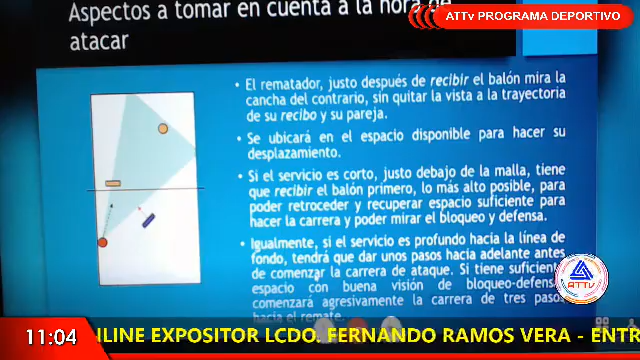 Aspectos a tomar en cuenta a la hora de
atacar
ATTv PROGRAMA DEPORTIVO
• El rematador, justo después de recibir el balón mira la
cancha del contrario, sin quitar la vista a la trayectoria
de su recibo y su pareja.
• Se ubicará en el espacio disponible para hacer su
desplazamiento.
• Si el servicio es corto, justo debajo de la malla, tiene
que recibir el balón primero, lo más alto posible, para
poder retroceder y recuperar espacio suficiente para
hacer la carrera y poder mirar el bloqueo y defensa.
• Igualmente, si el servicio es profundo hacia la línea de
fondo, tendrá que dar unos pasos hacia adelante antes
de comenzar la carrera de ataque. Si tiene suficiente
espacio con buena visión de bloqueo-defensa
comenzará agresivamente la carrera de tres pasos
hacia el remate.
ATTV
11:04
NLINE EXPOSITOR LCDO. FERNANDO RAMOS VERA - ENTR